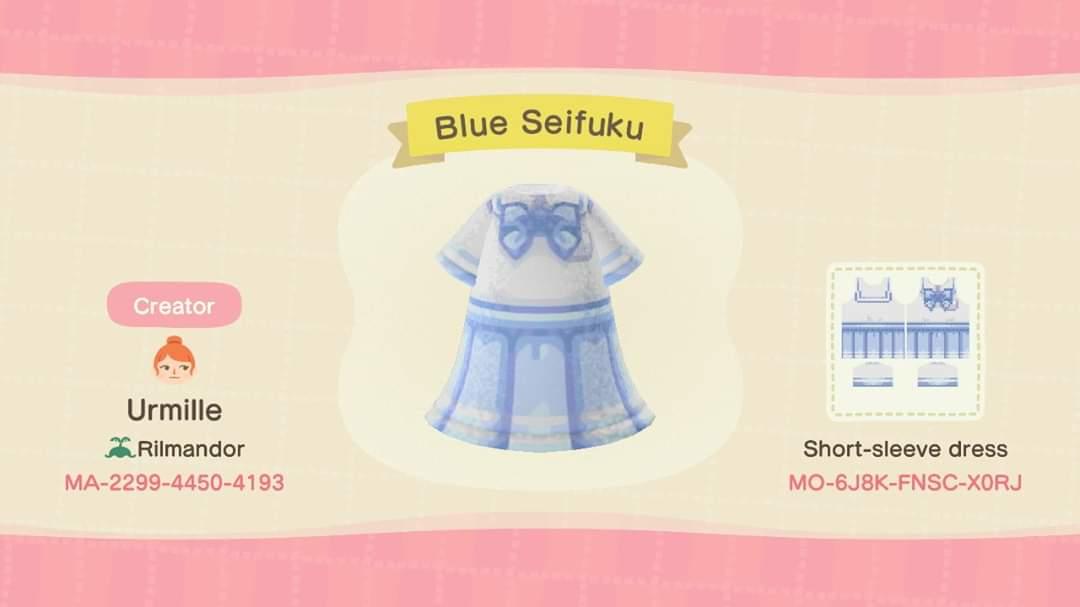 Blue Seifuku
Creator
Urmille
Rilmandor
MA-2299-4450-4193
Short-sleeve dress
MO-6J8K-FNSC-X0RJ